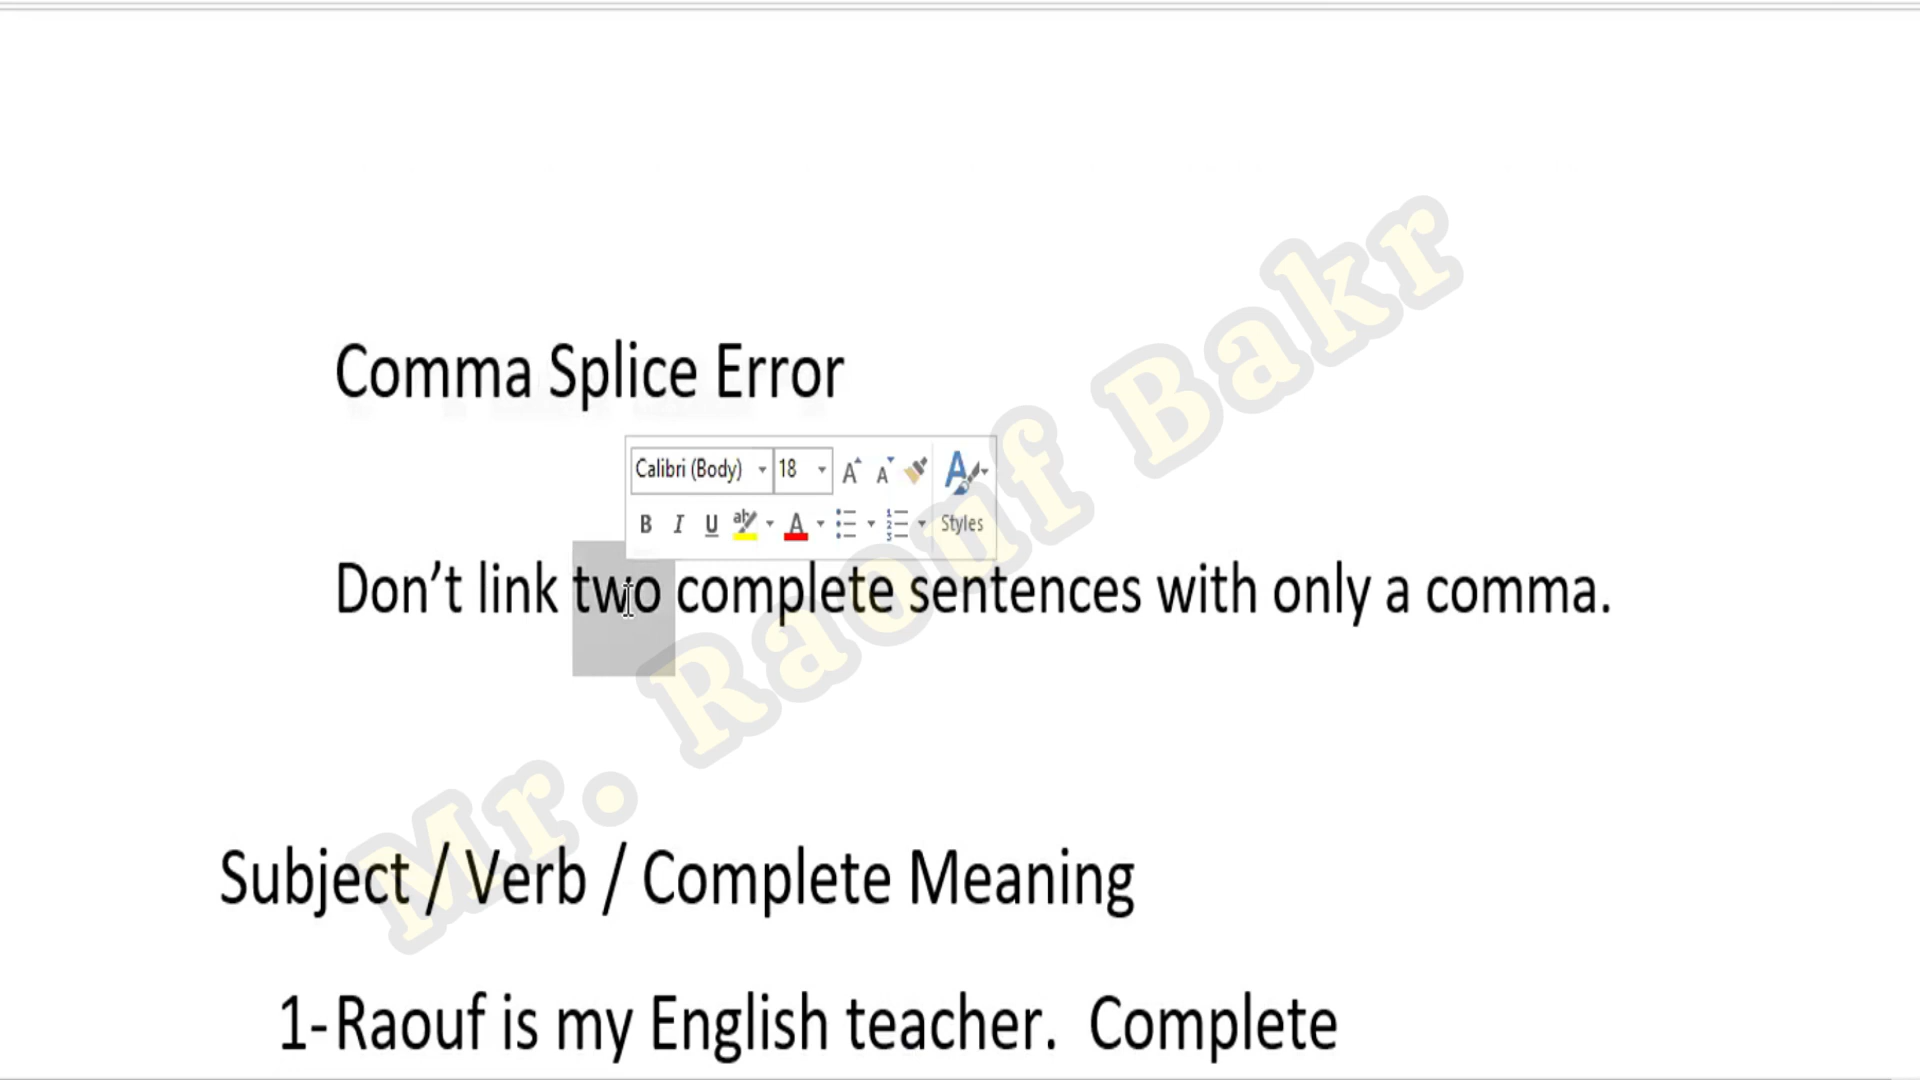 Comma Splice Error
Calibri (Body) 18
B I U Styles
Don’t link two complete sentences with only a comma.
Mr. Raouf Bakr
Subject / Verb / Complete Meaning
1-Raouf is my English teacher. Complete